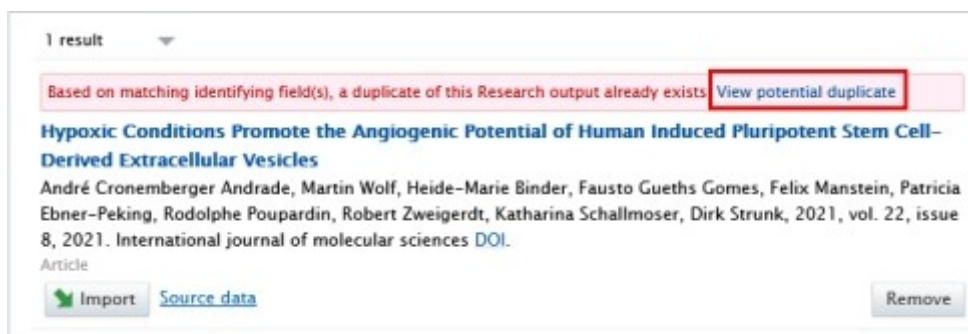 1 result
Based on matching identifying field(s), a duplicate of this Research output already exists View potential duplicate
Hypoxic Conditions Promote the Angiogenic Potential of Human Induced Pluripotent Stem Cell-
Derived Extracellular Vesicles
André Cronemberger Andrade, Martin Wolf, Heide-Marie Binder, Fausto Gueths Gomes, Felix Manstein, Patricia
Ebner-Peking, Rodolphe Poupardin, Robert Zweigerdt, Katharina Schallmoser, Dirk Strunk, 2021, vol. 22, issue
8, 2021. International journal of molecular sciences DOI.
Article
Import Source data Remove